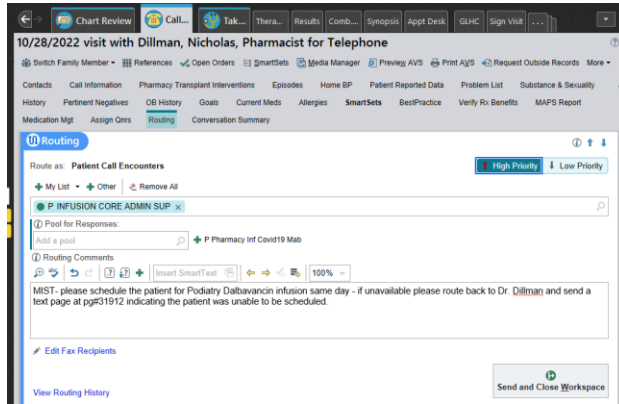 Chart Review Call... Tak... Thera... Results Comb... Synopsis Appt Desk GLHC Sign Visit ...
10/28/2022 visit with Dillman, Nicholas, Pharmacist for Telephone
Switch Family Member References Open Orders SmartSets Media Manager Preview AVS Print AVS Request Outside Records More
Contacts Call Information Pharmacy Transplant Interventions Episodes Home BP Patient Reported Data Problem List Substance & Sexuality
History Pertinent Negatives OB History Goals Current Meds Allergies SmartSets BestPractice Verify Rx Benefits MAPS Report
Medication Mgt Assign Qnrs Routing Conversation Summary
Routing
Route as: Patient Call Encounters High Priority Low Priority
My List Other Remove All
P INFUSION CORE ADMIN SUP ×
Pool for Responses:
Add a pool P Pharmacy Inf Covid19 Mab
Routing Comments
Insert SmartText 100%
MIST- please schedule the patient for Podiatry Dalbavancin infusion same day - if unavailable please route back to Dr. Dillman and send a
text page at pg#31912 indicating the patient was unable to be scheduled.
Edit Fax Recipients
Send and Close Workspace
View Routing History